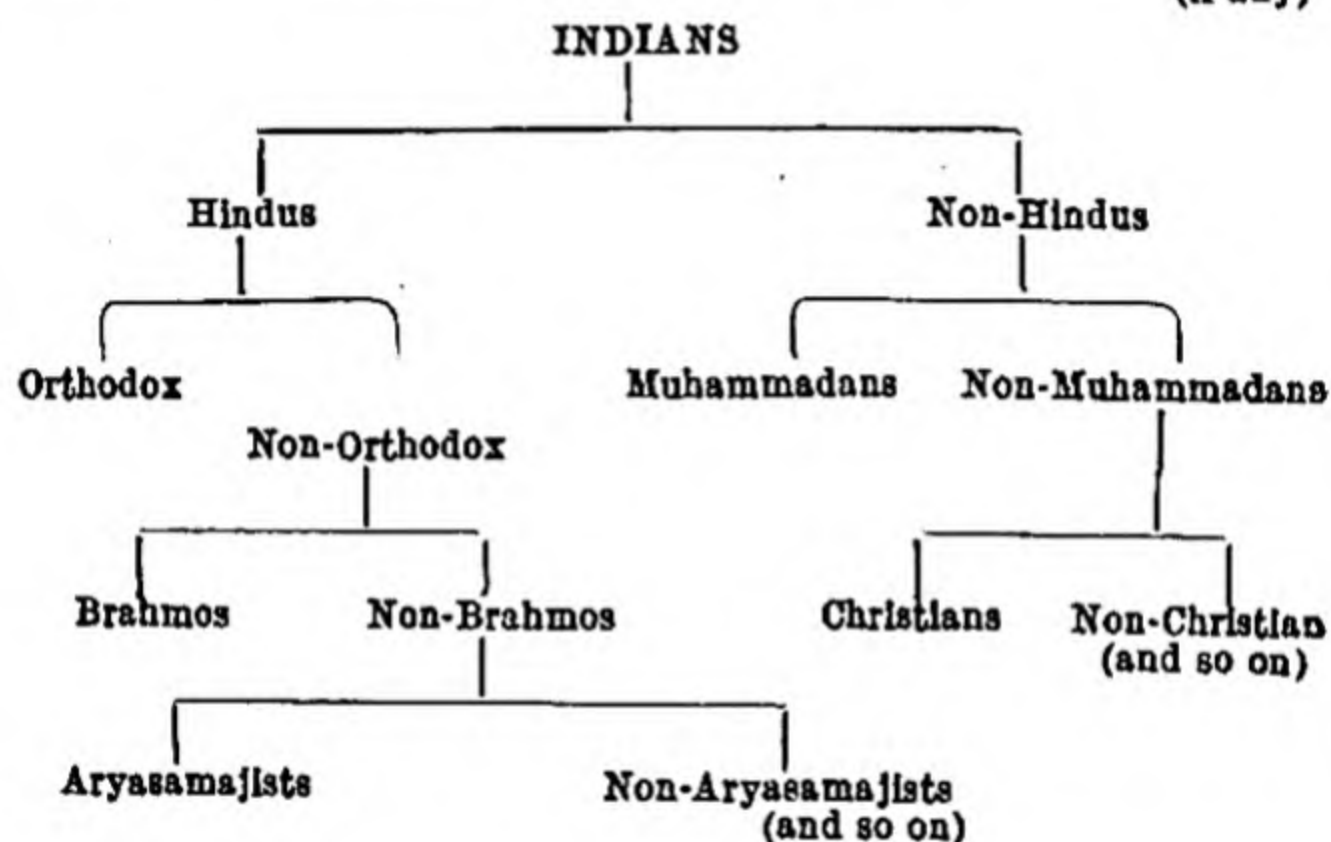 INDIANS
Hindus Non-Hindus
Orthodox Muhammadans Non-Muhammadans
Non-Orthodox
Brahmos Non-Brahmos Christians Non-Christian
(and so on)
Aryasamajists Non-Aryasamajists
(and so on)